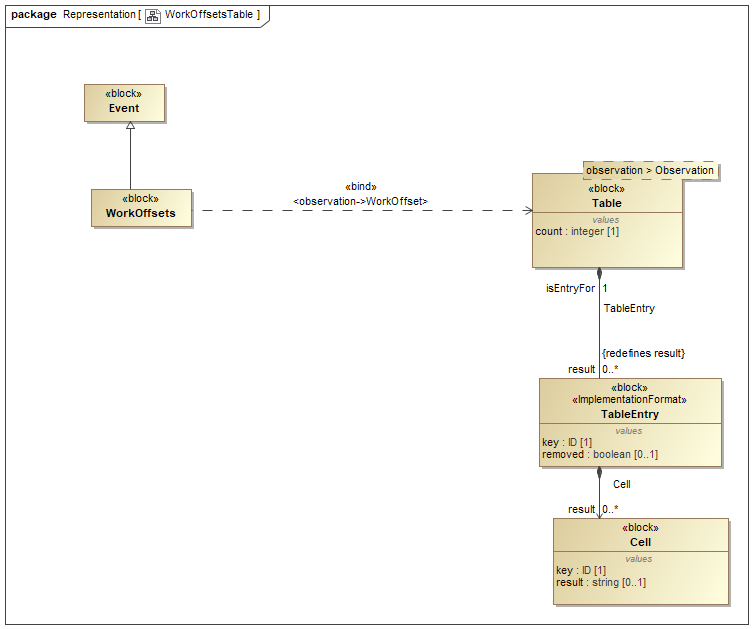 package Representation [ WorkOffsetsTable ]
«block»
Event
«block»
WorkOffsets
«bind»
<observation->WorkOffset>
observation > Observation
«block»
Table
values
count : integer [1]
isEntryFor 1
TableEntry
{redefines result}
result 0..*
«block»
«ImplementationFormat»
TableEntry
values
key : ID [1]
removed : boolean [0..1]
Cell
result 0..*
«block»
Cell
values
key : ID [1]
result : string [0..1]